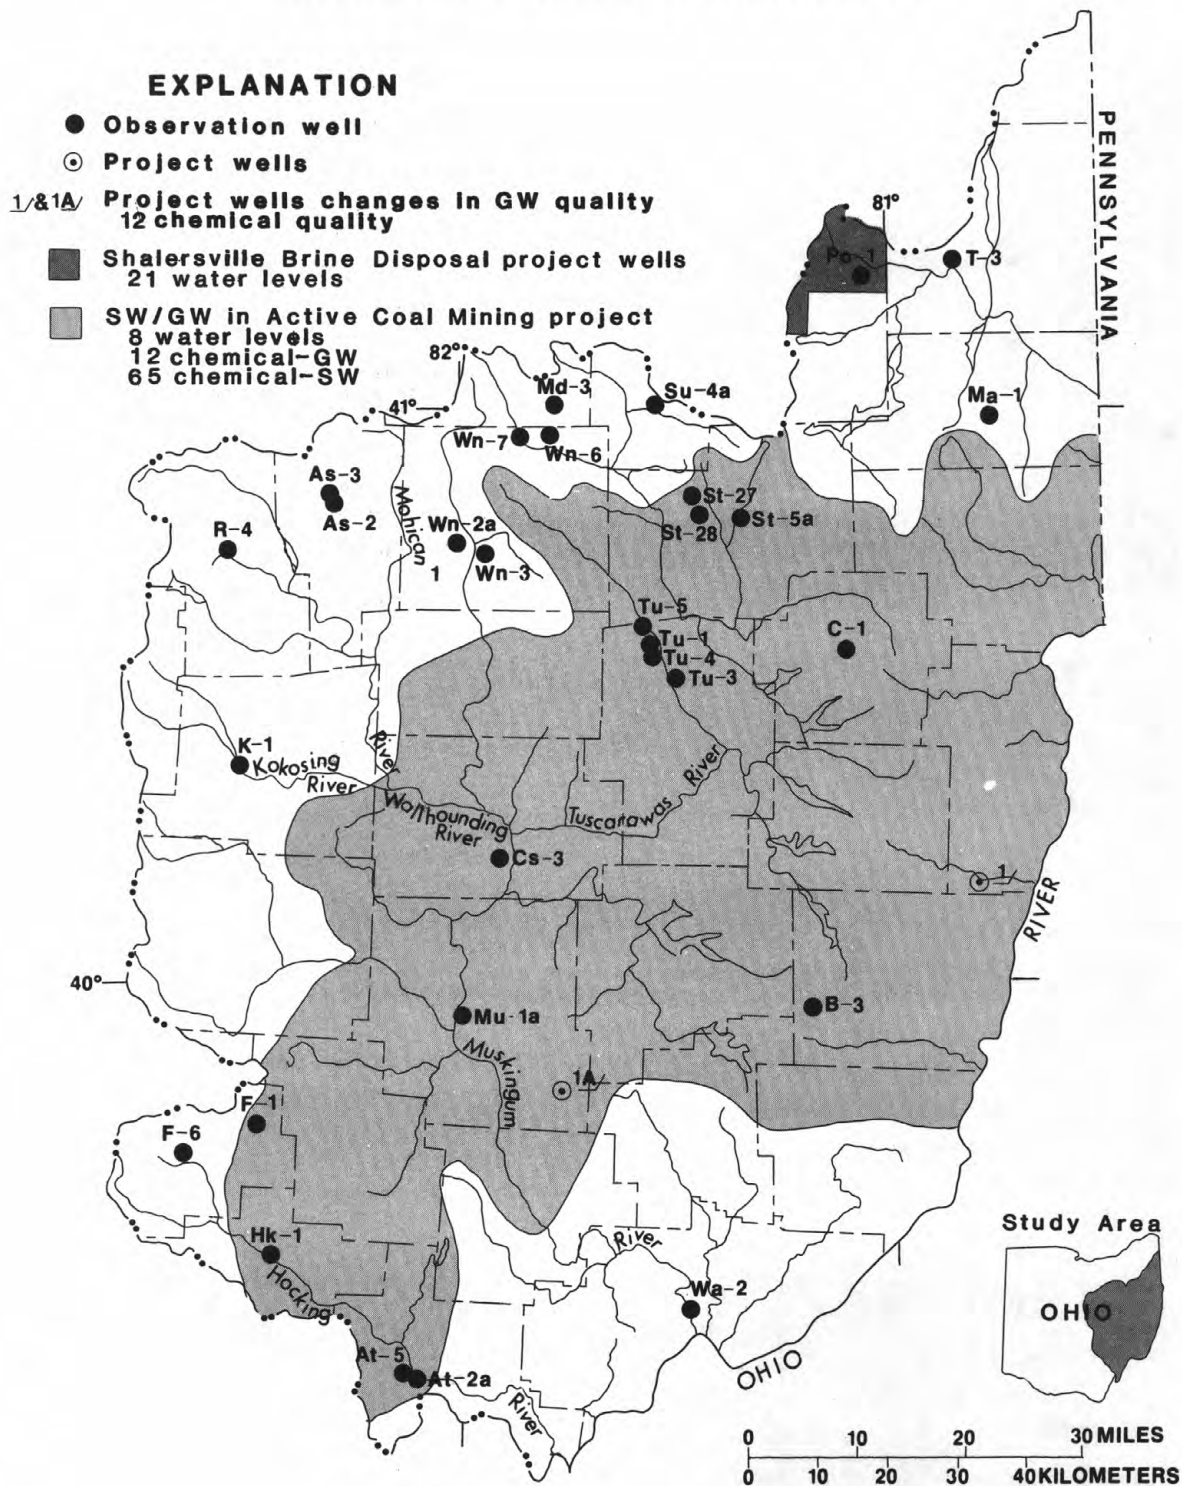 EXPLANATION
Observation well
Project wells
1/&1A/ Project wells changes in GW quality
12 chemical quality
Shalersville Brine Disposal project wells
21 water levels
SW/GW in Active Coal Mining project
8 water levels
12 chemical-GW
65 chemical-SW
PENNSYLVANIA
81°
Po-1
T-3
82°
41°
Md-3
Su-4a
Ma-1
Wn-7
Wn-6
As-3
As-2
R-4
Mohican
Wn-2a
1
Wn-3
St-27
St-28
St-5a
Tu-5
Tu-1
Tu-4
Tu-3
C-1
K-1
Kokosing
River
River
Walhounding
River
Tuscarawas
River
Cs-3
1/
RIVER
40°
Mu-1a
B-3
Muskingum
1A/
F-1
F-6
Hk-1
Hocking
River
Wa-2
At-5
At-2a
River
OHIO
Study Area
OHIO
0 10 20 30 MILES
0 10 20 30 40 KILOMETERS